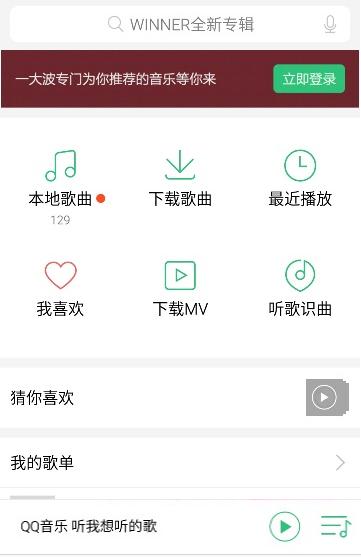 WINNER全新专辑
一大波专门为你推荐的音乐等你来 立即登录
本地歌曲 下载歌曲 最近播放
129
我喜欢 下载MV 听歌识曲
猜你喜欢
我的歌单
QQ音乐 听我想听的歌